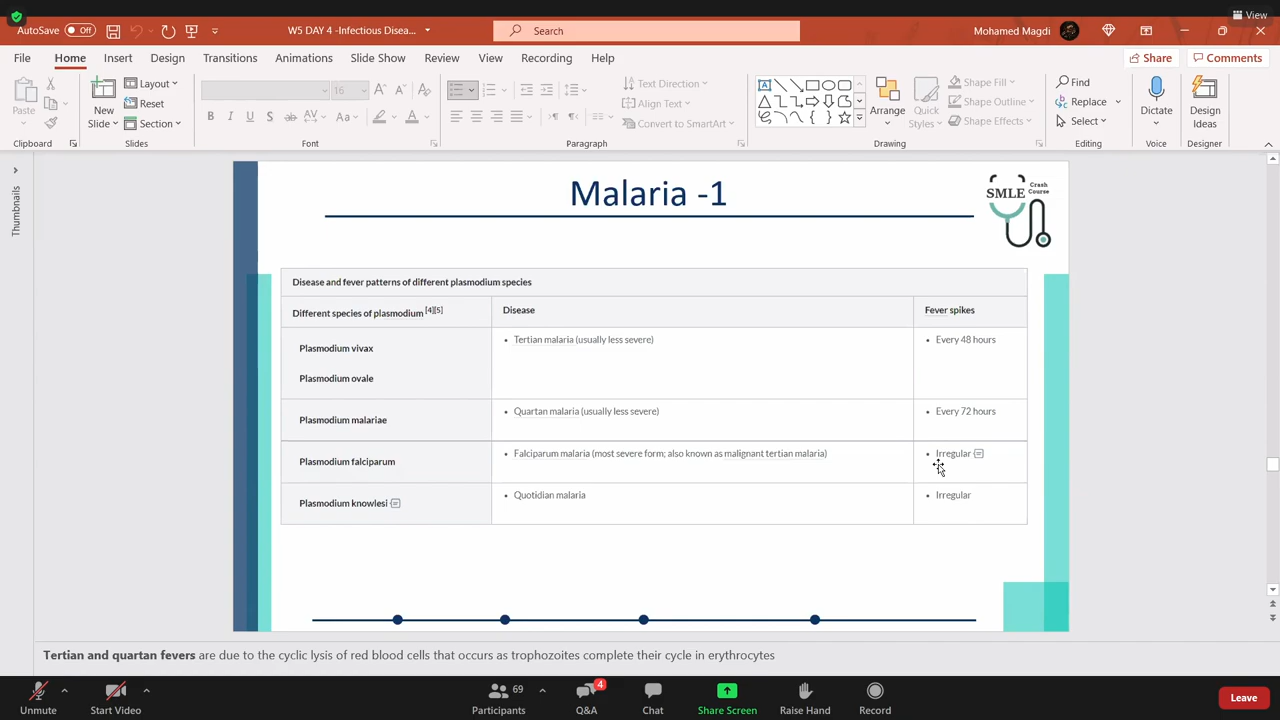 View
AutoSave Off
W5 DAY 4 -Infectious Disea...
Search
Mohamed Magdi
File Home Insert Design Transitions Animations Slide Show Review View Recording Help
Share Comments
Paste
New Slide
Layout
Reset
Section
16
B I U S ab AV Aa A
Text Direction
Align Text
Convert to SmartArt
Arrange
Quick Styles
Shape Fill
Shape Outline
Shape Effects
Find
Replace
Select
Dictate
Design Ideas
Clipboard Slides Font Paragraph Drawing Editing Voice Designer
Thumbnails
Malaria -1
SMLE Crash Course
Disease and fever patterns of different plasmodium species
Different species of plasmodium [4][5] Disease Fever spikes
Plasmodium vivax
Plasmodium ovale
• Tertian malaria (usually less severe) • Every 48 hours
Plasmodium malariae • Quartan malaria (usually less severe) • Every 72 hours
Plasmodium falciparum • Falciparum malaria (most severe form; also known as malignant tertian malaria) • Irregular
Plasmodium knowlesi • Quotidian malaria • Irregular
Tertian and quartan fevers are due to the cyclic lysis of red blood cells that occurs as trophozoites complete their cycle in erythrocytes
Unmute Start Video Participants 69 Q&A 4 Chat Share Screen Raise Hand Record Leave